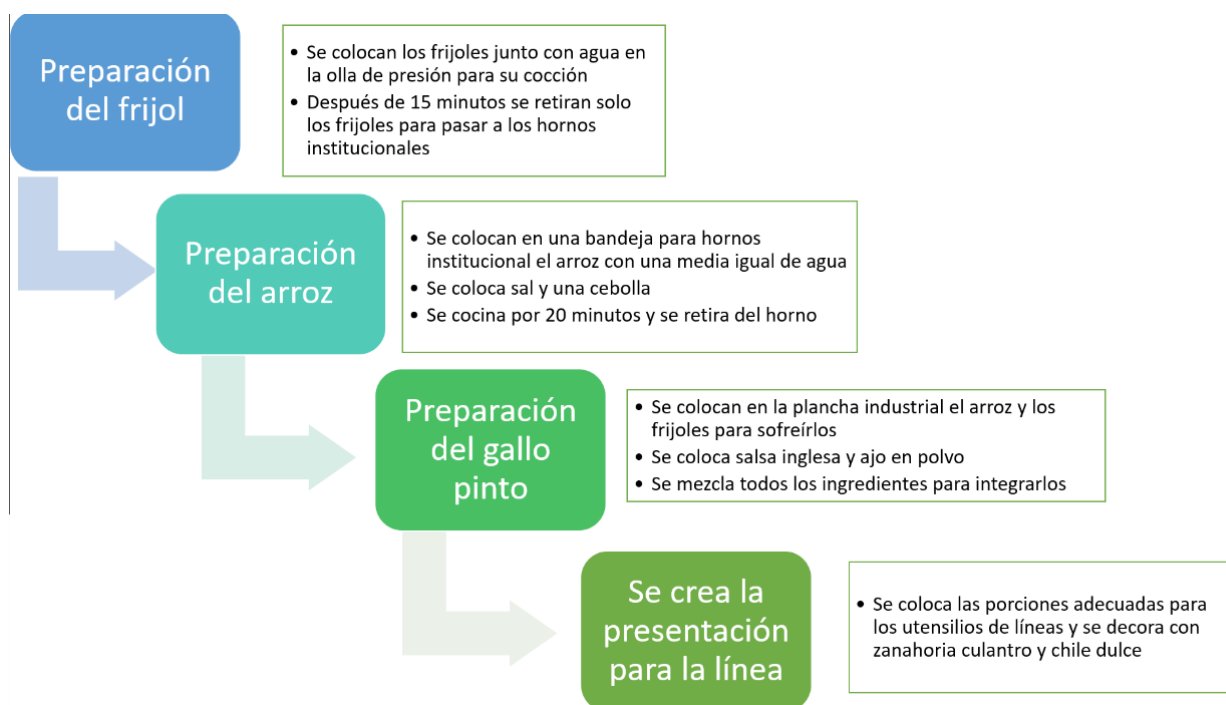 Preparación
del frijol
• Se colocan los frijoles junto con agua en
la olla de presión para su cocción
• Después de 15 minutos se retiran solo
los frijoles para pasar a los hornos
institucionales
Preparación
del arroz
• Se colocan en una bandeja para hornos
institucional el arroz con una media igual de agua
• Se coloca sal y una cebolla
• Se cocina por 20 minutos y se retira del horno
Preparación
del gallo
pinto
• Se colocan en la plancha industrial el arroz y los
frijoles para sofreírlos
• Se coloca salsa inglesa y ajo en polvo
• Se mezcla todos los ingredientes para integrarlos
Se crea la
presentación
para la línea
• Se coloca las porciones adecuadas para
los utensilios de líneas y se decora con
zanahoria culantro y chile dulce